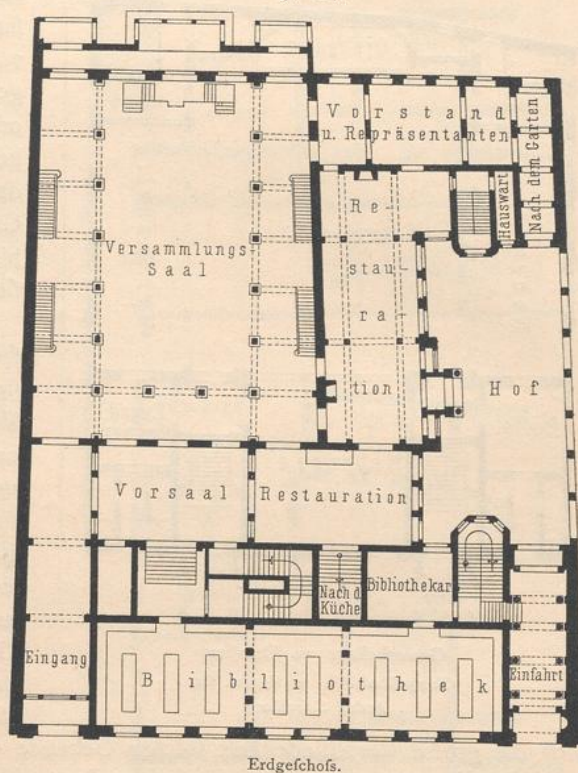 Vorstand
u. Repräsentanten
Nach dem Garten
Hauswart
Re-
stau-
ra-
tion
Versammlungs-
Saal
Hof
Vorsaal
Restauration
Nach d.
Küche
Bibliothekar
Eingang
Bibliothek
Einfahrt
Erdgeſchoſs.